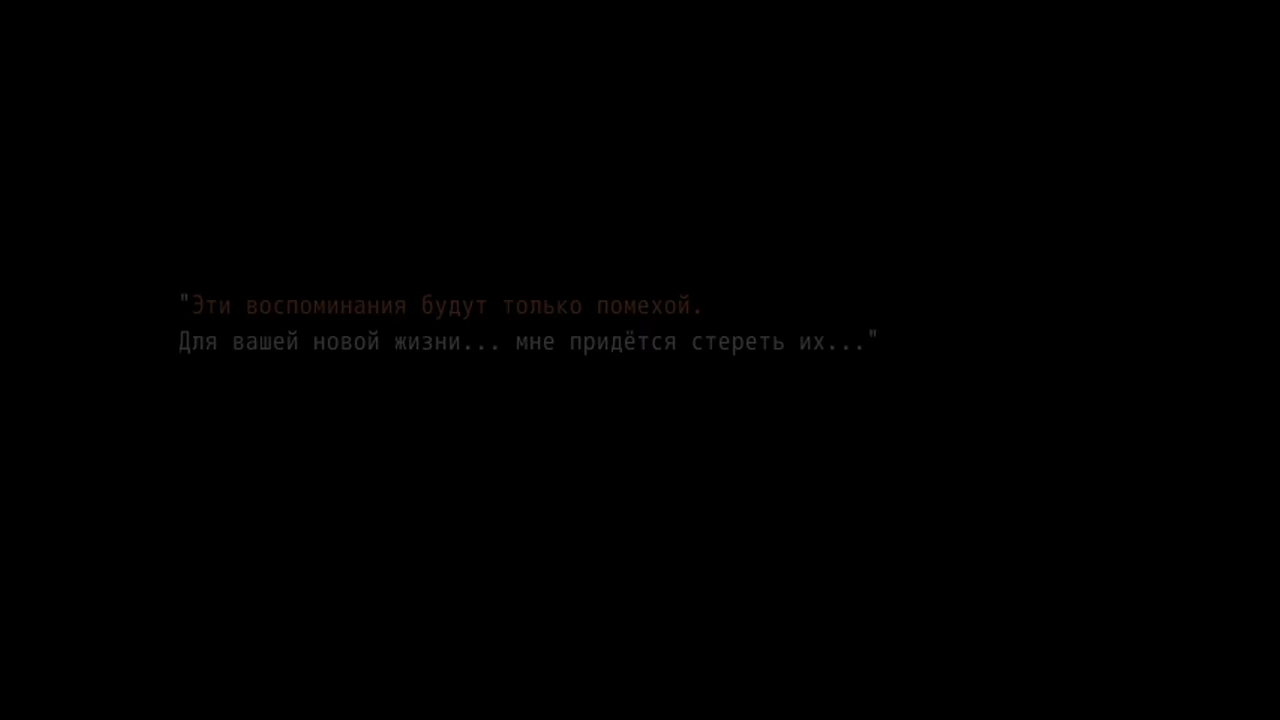 "Эти воспоминания будут только помехой.
Для вашей новой жизни... мне придётся стереть их..."